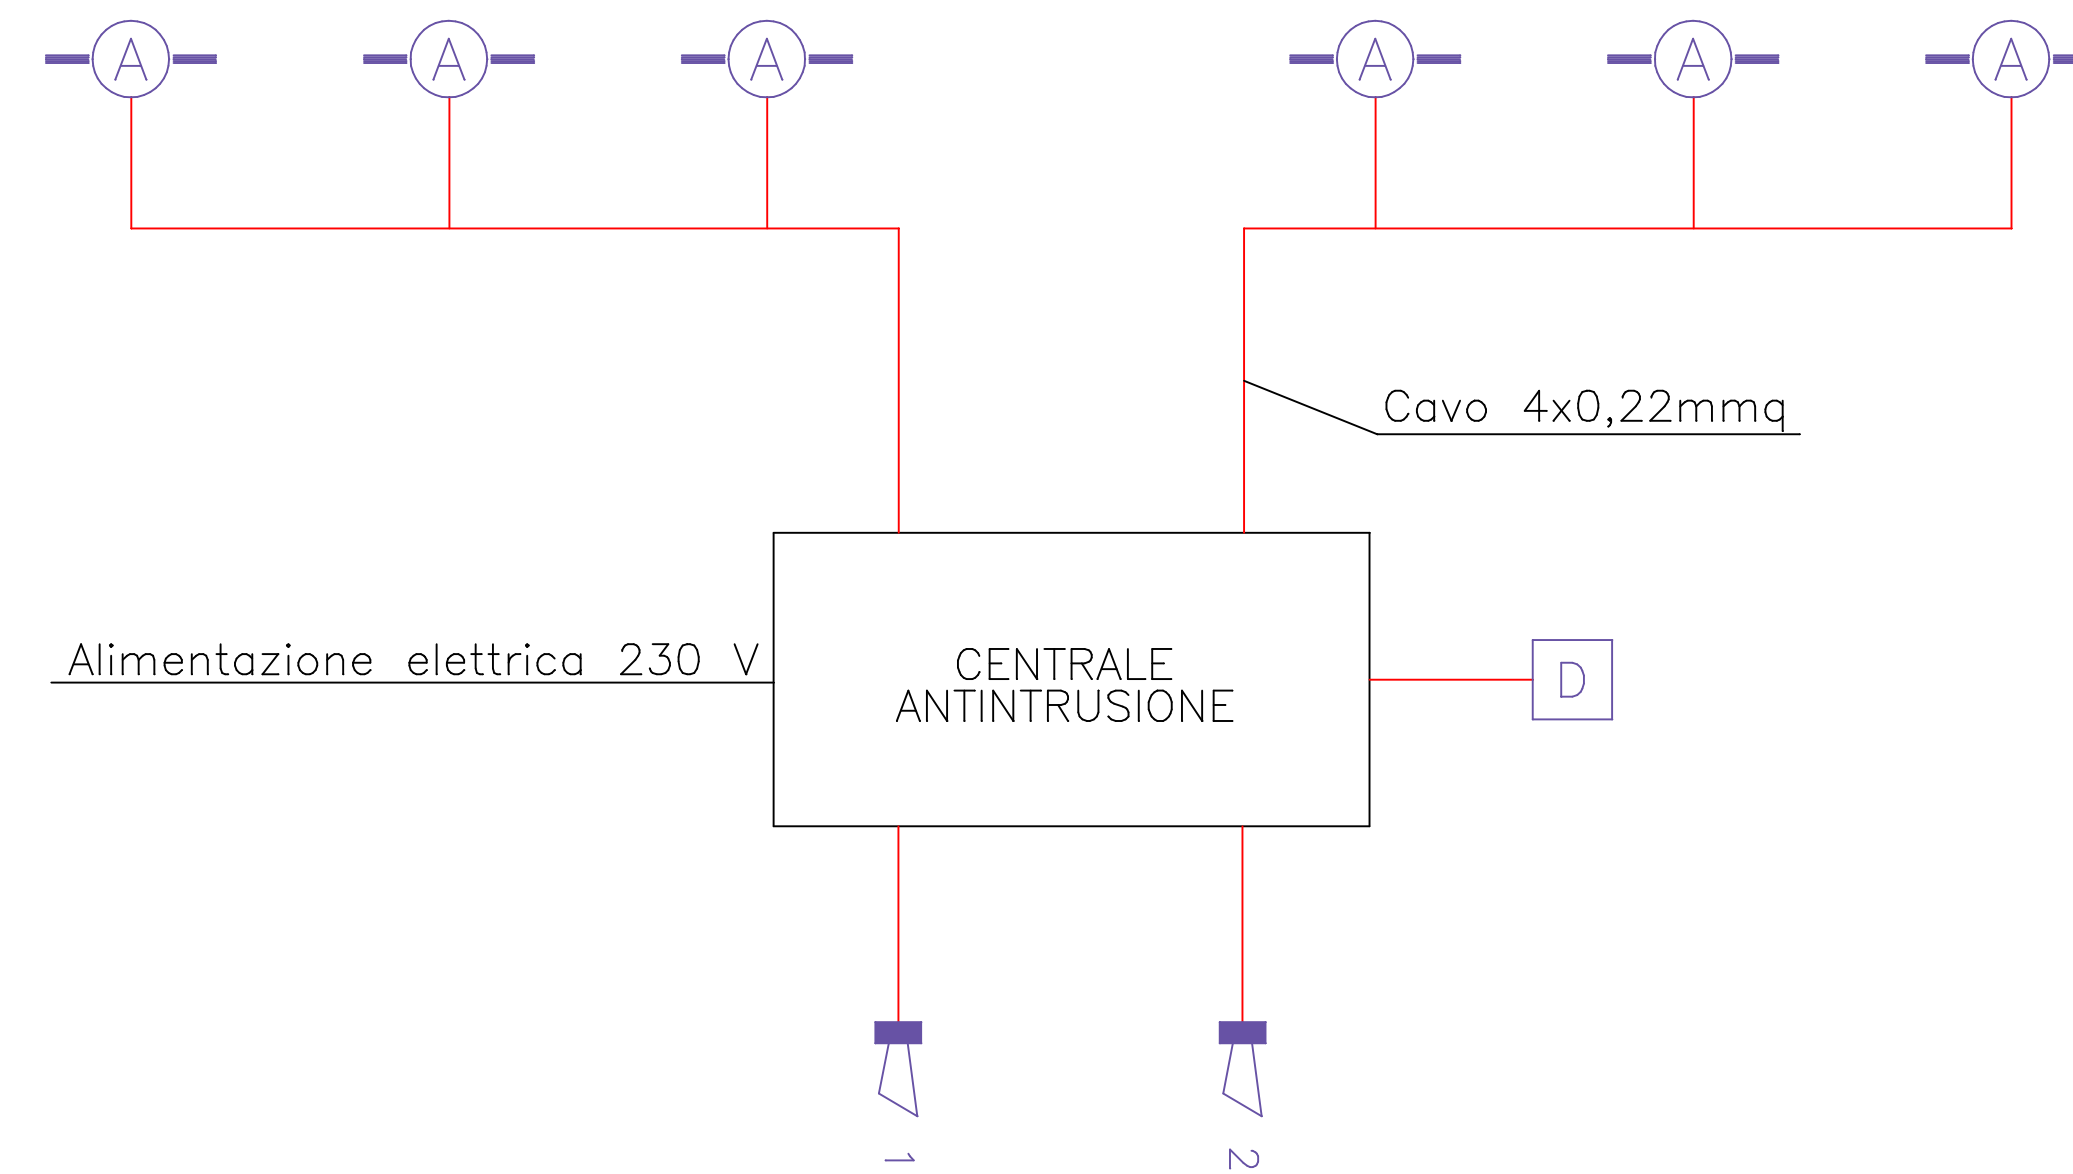 A A A A A A
Cavo 4x0,22mmq
Alimentazione elettrica 230 V
CENTRALE
ANTINTRUSIONE
D
1 2